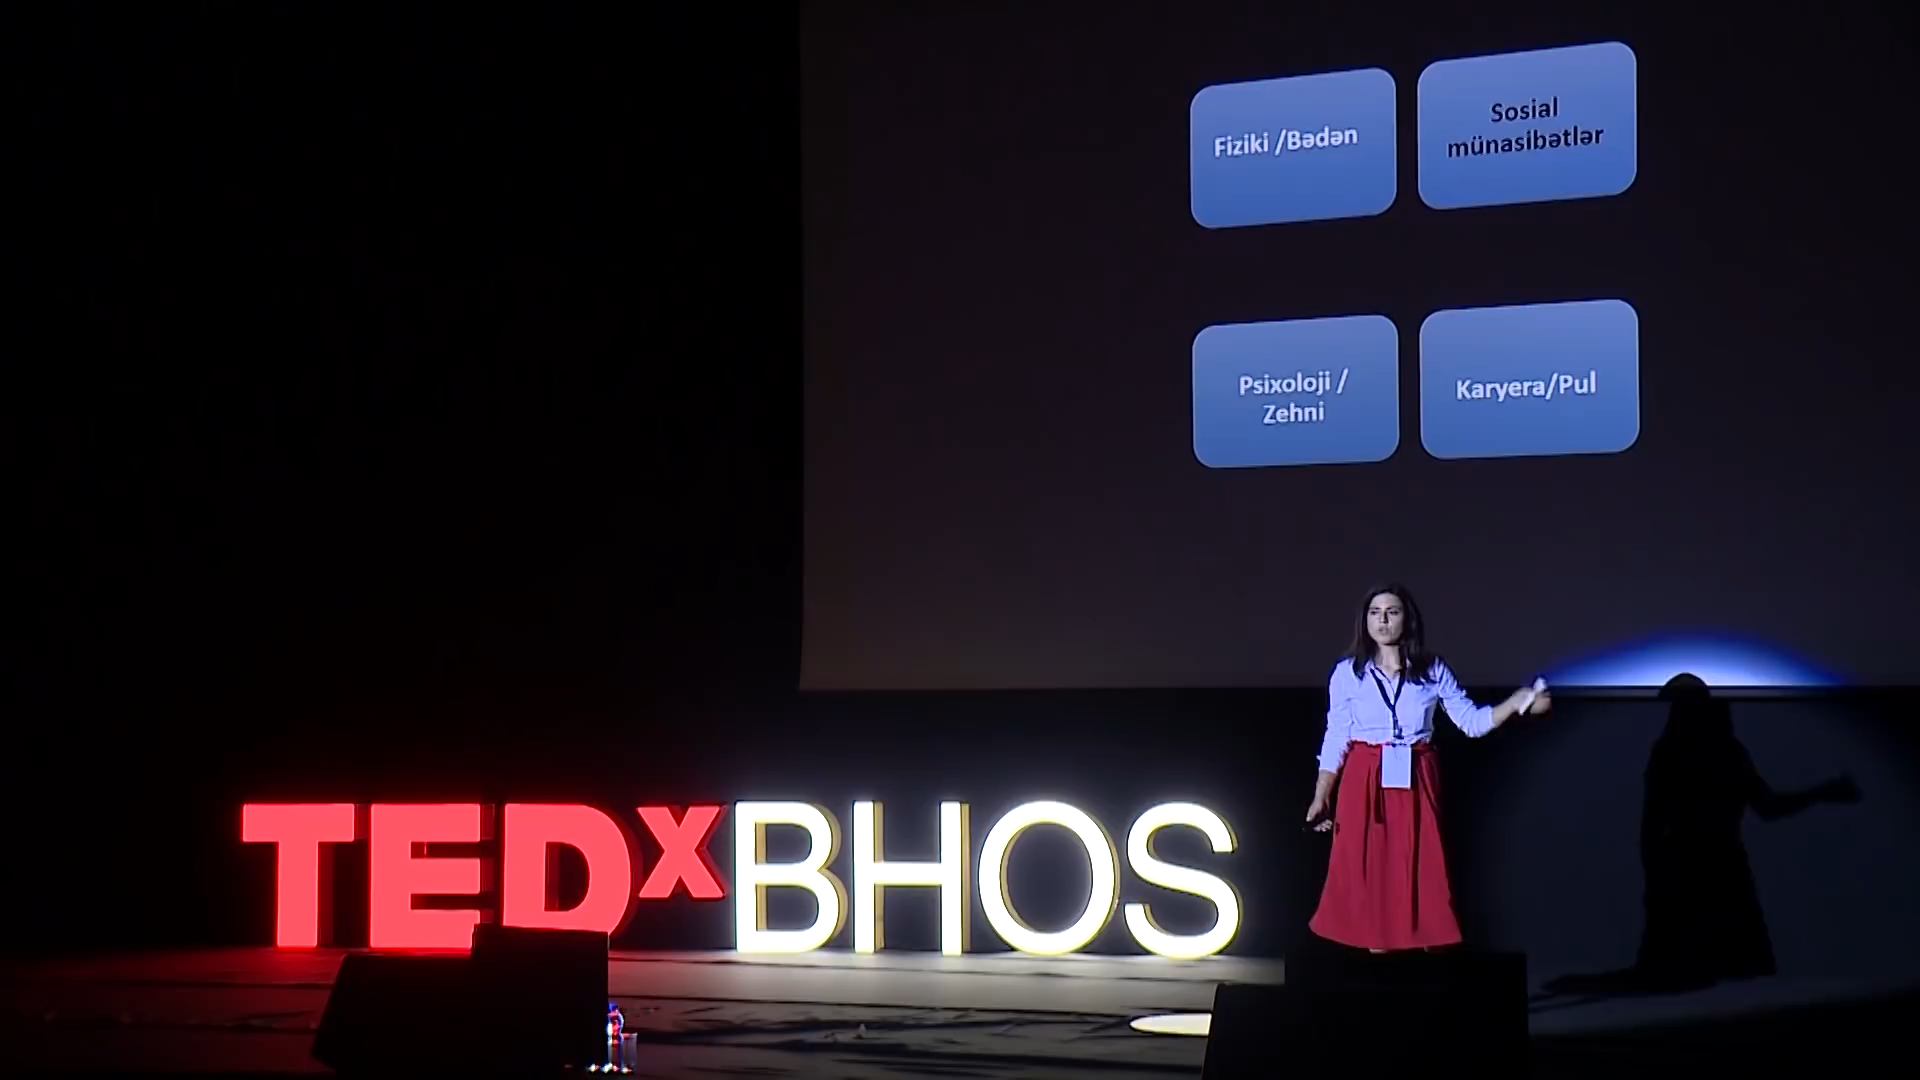 Fiziki /Bədən
Sosial
münasibətlər
Psixoloji /
Zehni
Karyera/Pul
TEDxBHOS